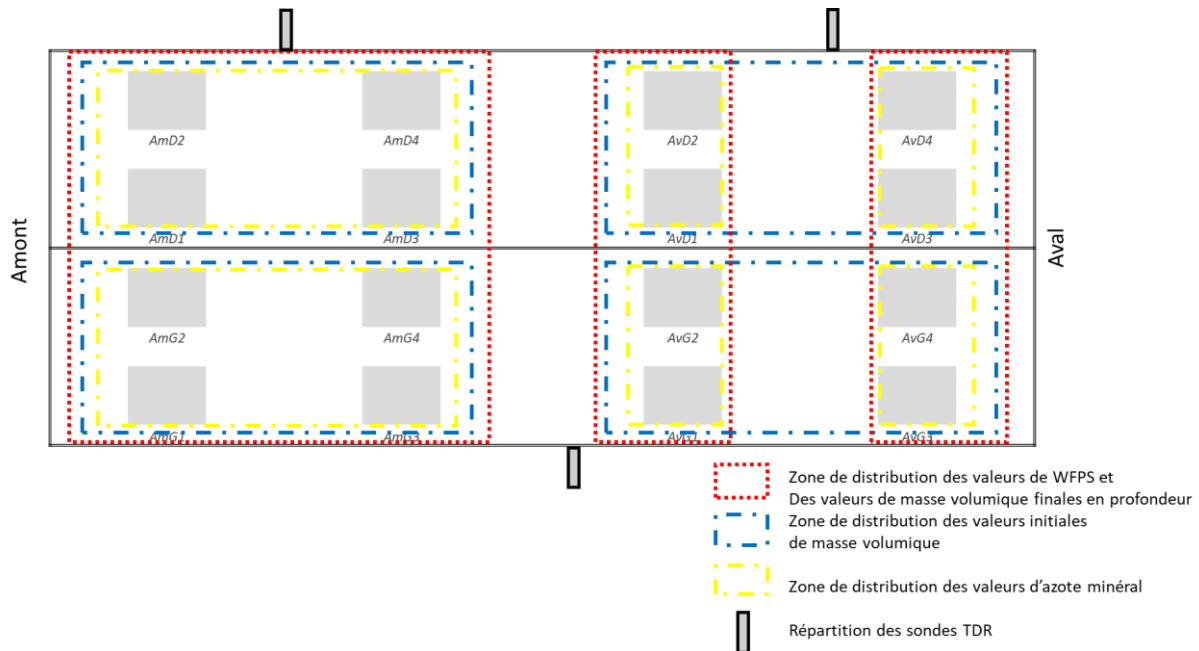 AmD2 AmD4 AvD2 AvD4
AmD1 AmD3 AvD1 AvD3
Amont
Aval
AmG2 AmG4 AvG2 AvG4
AmG1 AmG3 AvG1 AvG3
Zone de distribution des valeurs de WFPS et
Des valeurs de masse volumique finales en profondeur
Zone de distribution des valeurs initiales
de masse volumique
Zone de distribution des valeurs d'azote minéral
Répartition des sondes TDR